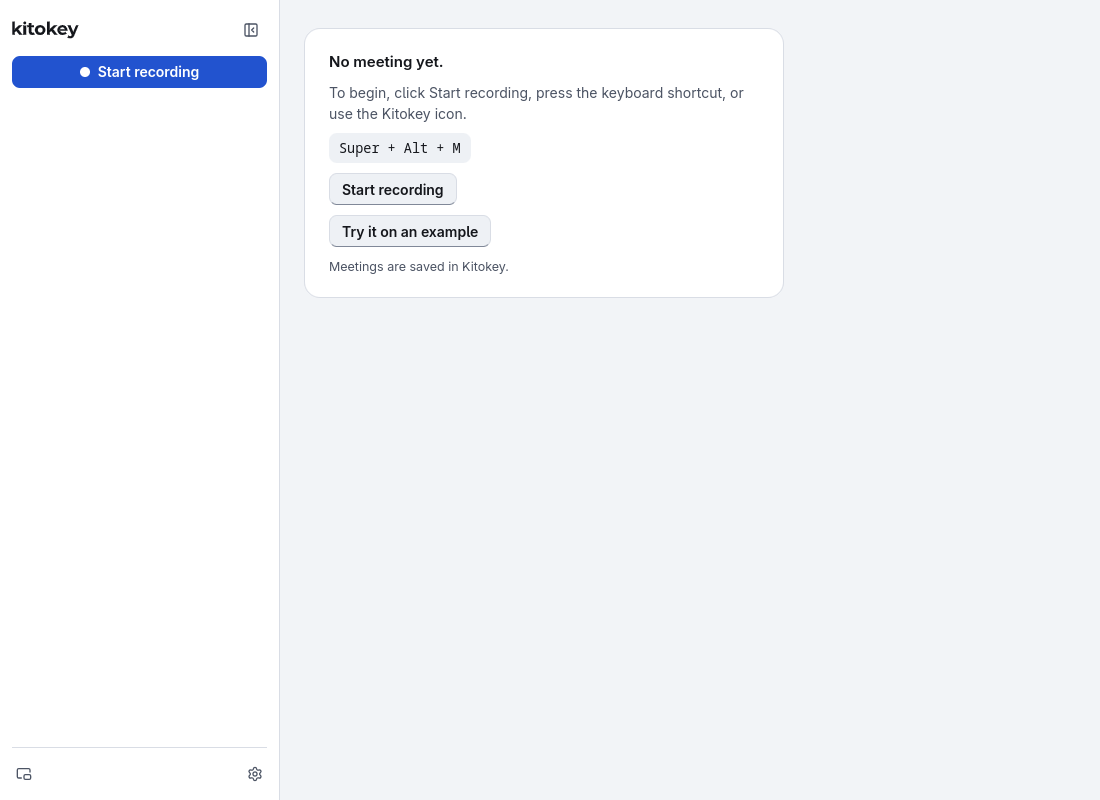 kitokey
Start recording
No meeting yet.
To begin, click Start recording, press the keyboard shortcut, or
use the Kitokey icon.
Super + Alt + M
Start recording
Try it on an example
Meetings are saved in Kitokey.